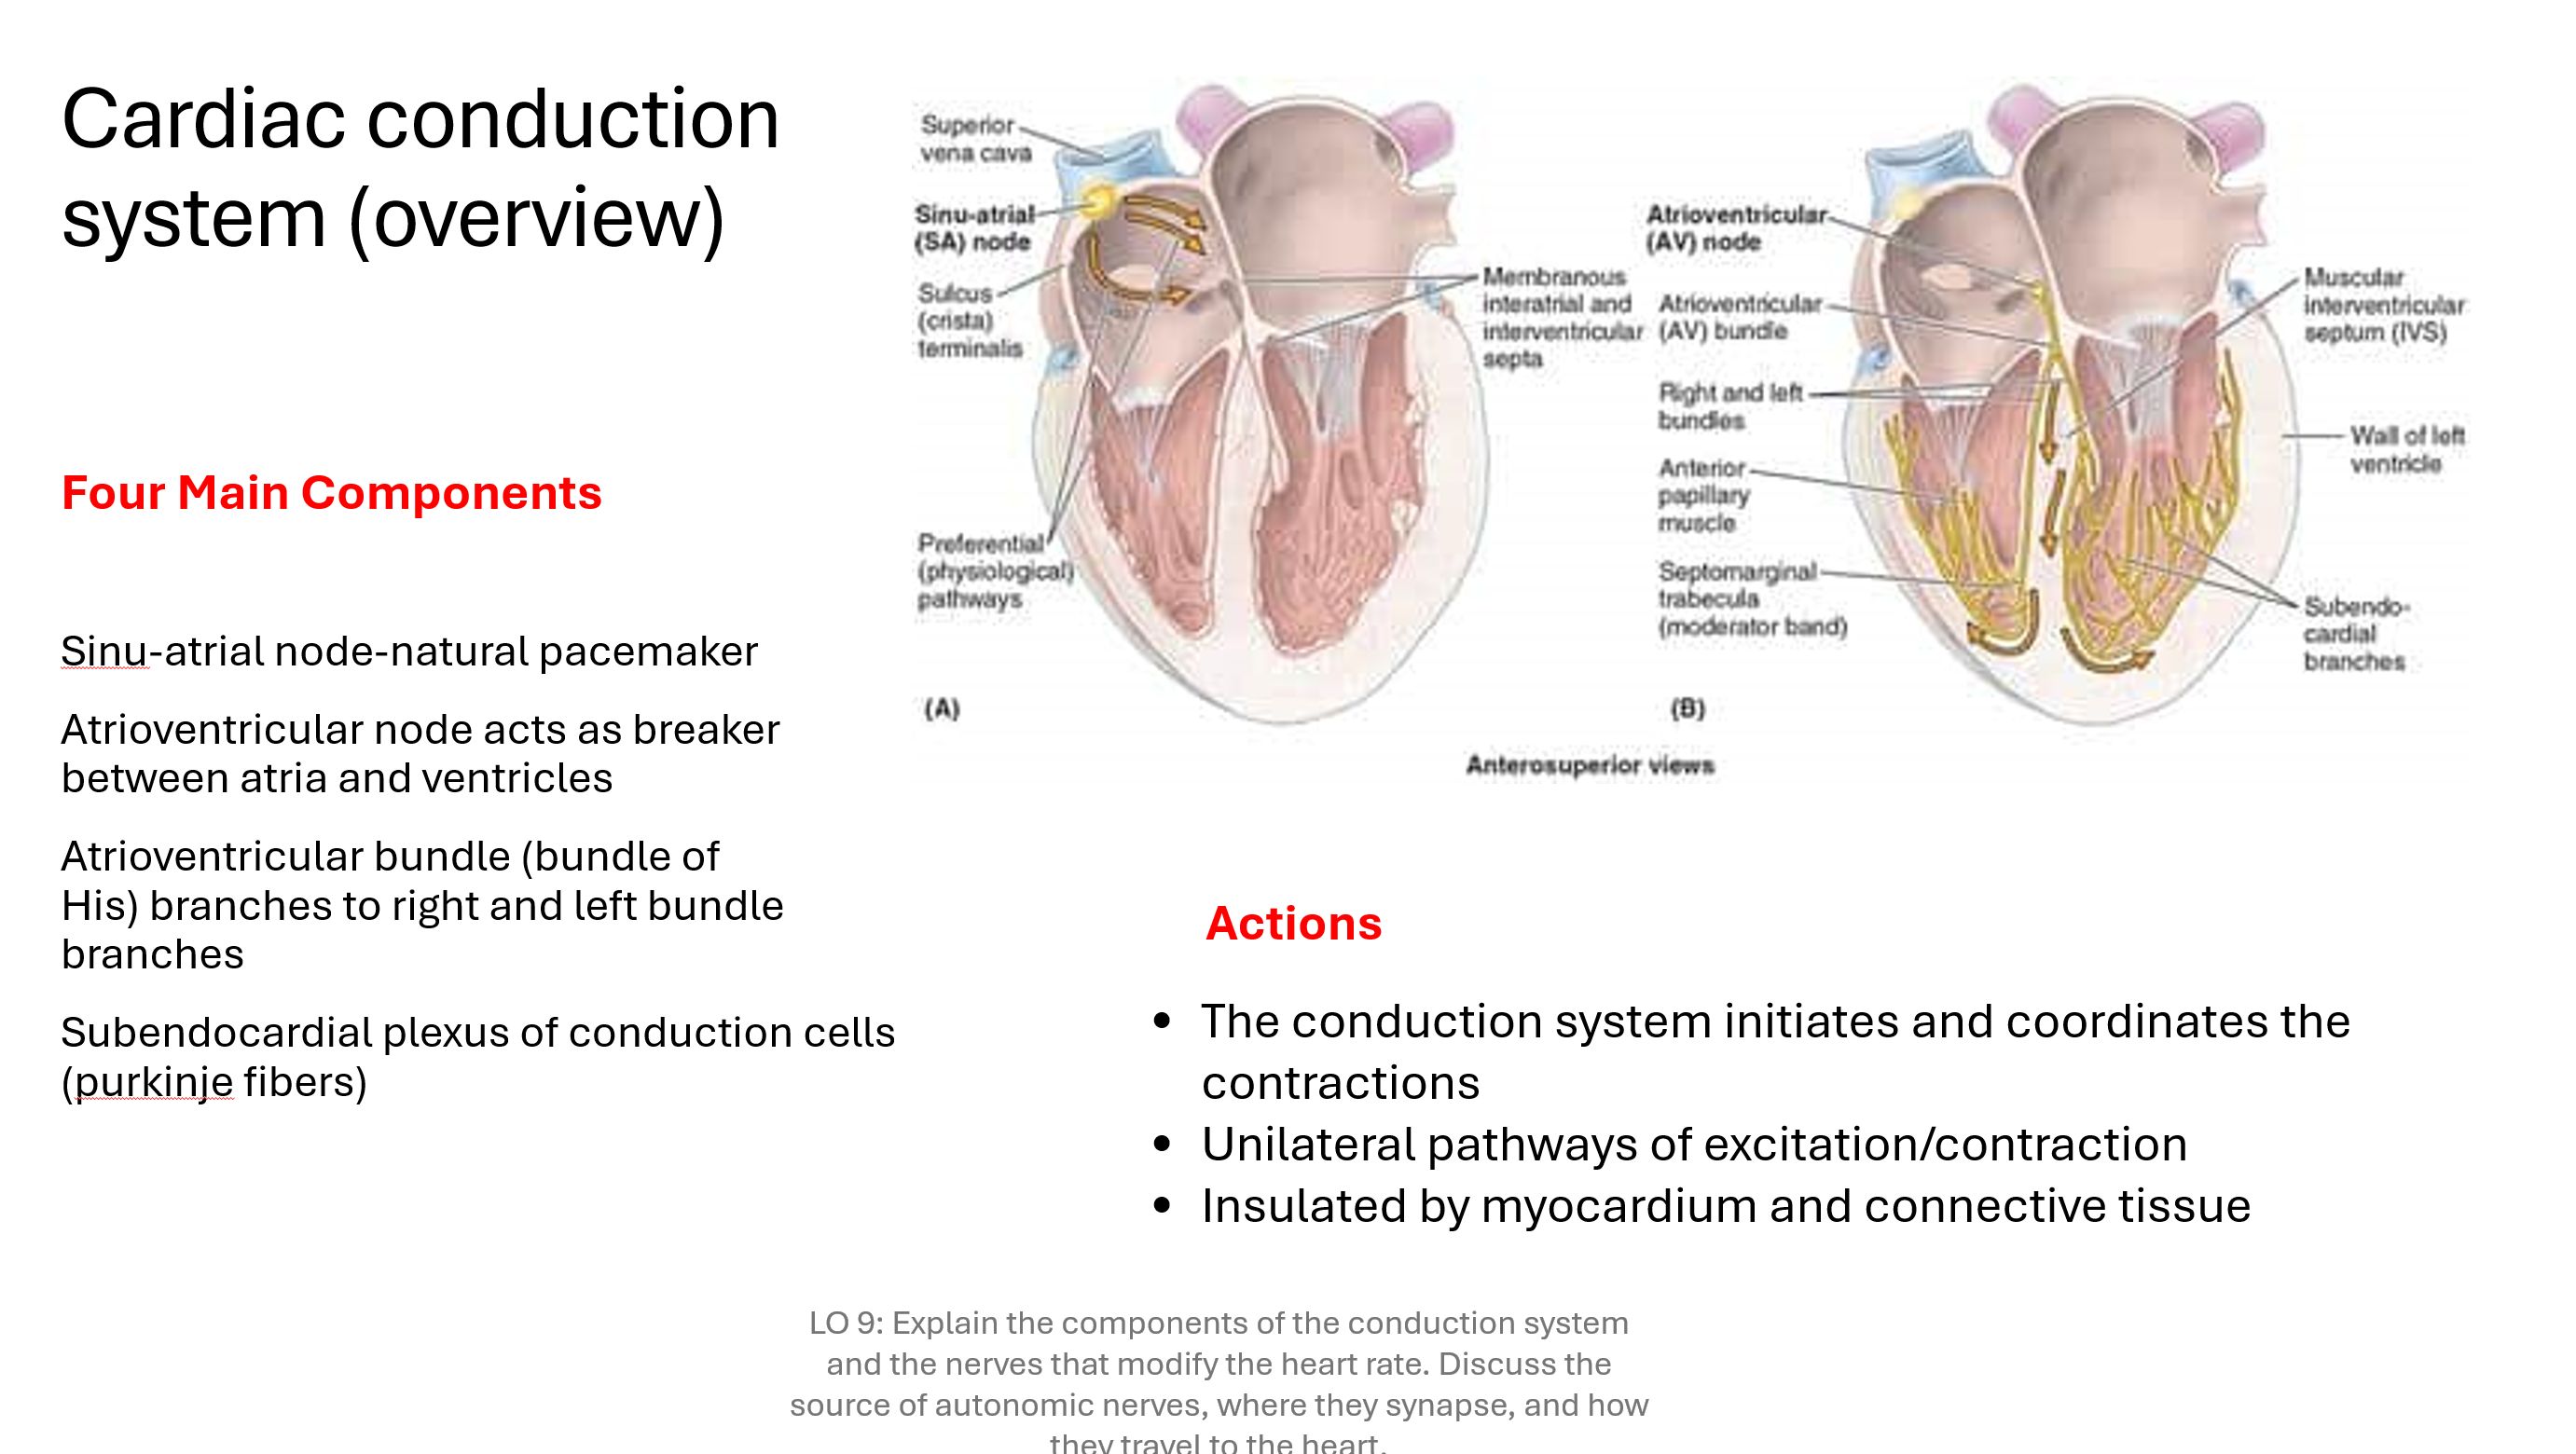 Cardiac conduction
system (overview)
Four Main Components
Sinu-atrial node-natural pacemaker
Atrioventricular node acts as breaker
between atria and ventricles
Atrioventricular bundle (bundle of
His) branches to right and left bundle
branches
Subendocardial plexus of conduction cells
(purkinje fibers)
Superior
vena cava
Sinu-atrial
(SA) node
Sulcus
(crista)
terminalis
Preferential
(physiological)
pathways
Membranous
interatrial and
interventricular
septa
(A)
Atrioventricular
(AV) node
Atrioventricular
(AV) bundle
Right and left
bundles
Anterior
papillary
muscle
Septomarginal
trabecula
(moderator band)
Muscular
interventricular
septum (IVS)
Wall of left
ventricle
Subendo-
cardial
branches
(B)
Anterosuperior views
Actions
• The conduction system initiates and coordinates the
contractions
• Unilateral pathways of excitation/contraction
• Insulated by myocardium and connective tissue
LO 9: Explain the components of the conduction system
and the nerves that modify the heart rate. Discuss the
source of autonomic nerves, where they synapse, and how
they travel to the heart.